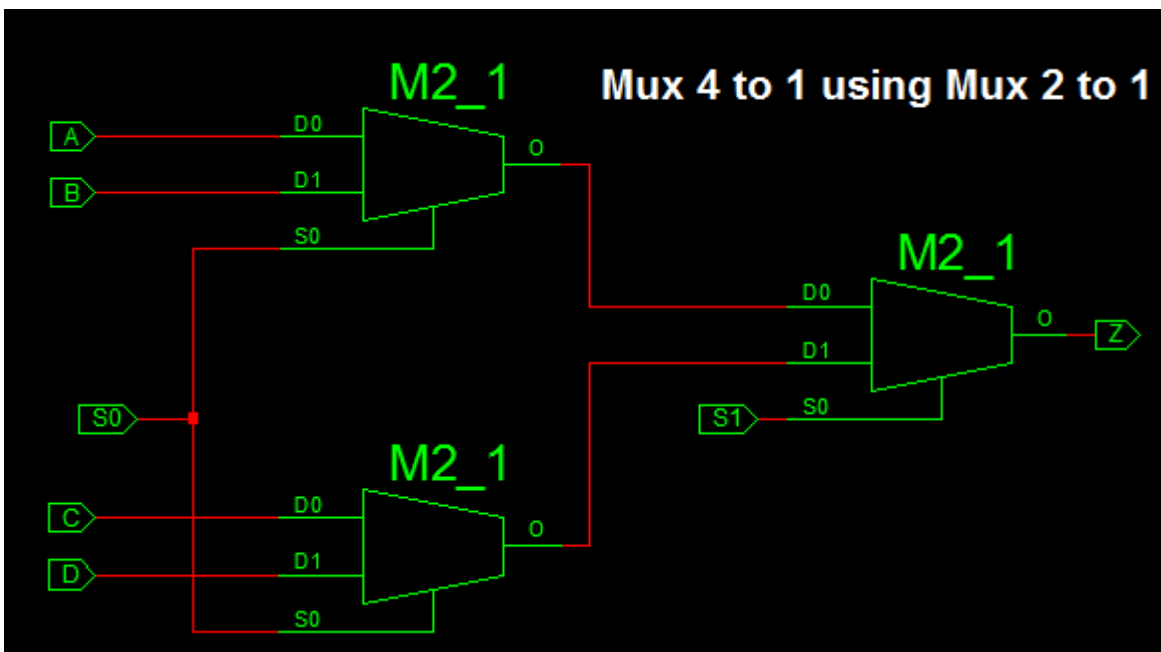 M2_1
Mux 4 to 1 using Mux 2 to 1
A
D0
O
B
D1
S0
M2_1
D0
O
Z
D1
S0
S1
S0
M2_1
C
D0
O
D
D1
S0